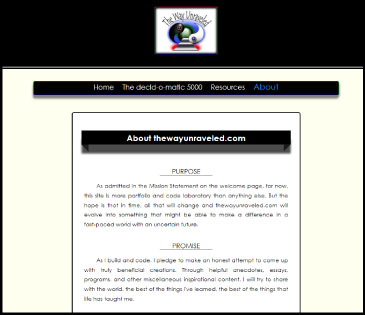 The Way Unraveled
Home The decid-o-matic 5000 Resources About
About thewayunraveled.com
PURPOSE
As admitted in the Mission Statement on the welcome page, for now,
this site is more portfolio and code laboratory than anything else. But the
hope is that in time, all that will change and thewayunraveled.com will
evolve into something that might be able to make a difference in a
fast-paced world with an uncertain future.
PROMISE
As I build and code, I pledge to make an honest attempt to come up
with truly beneficial creations. Through helpful anecdotes, essays,
programs, and other miscellaneous inspirational content, I will try to share
with the world, the best of the things I've learned, the best of the things that
life has taught me.